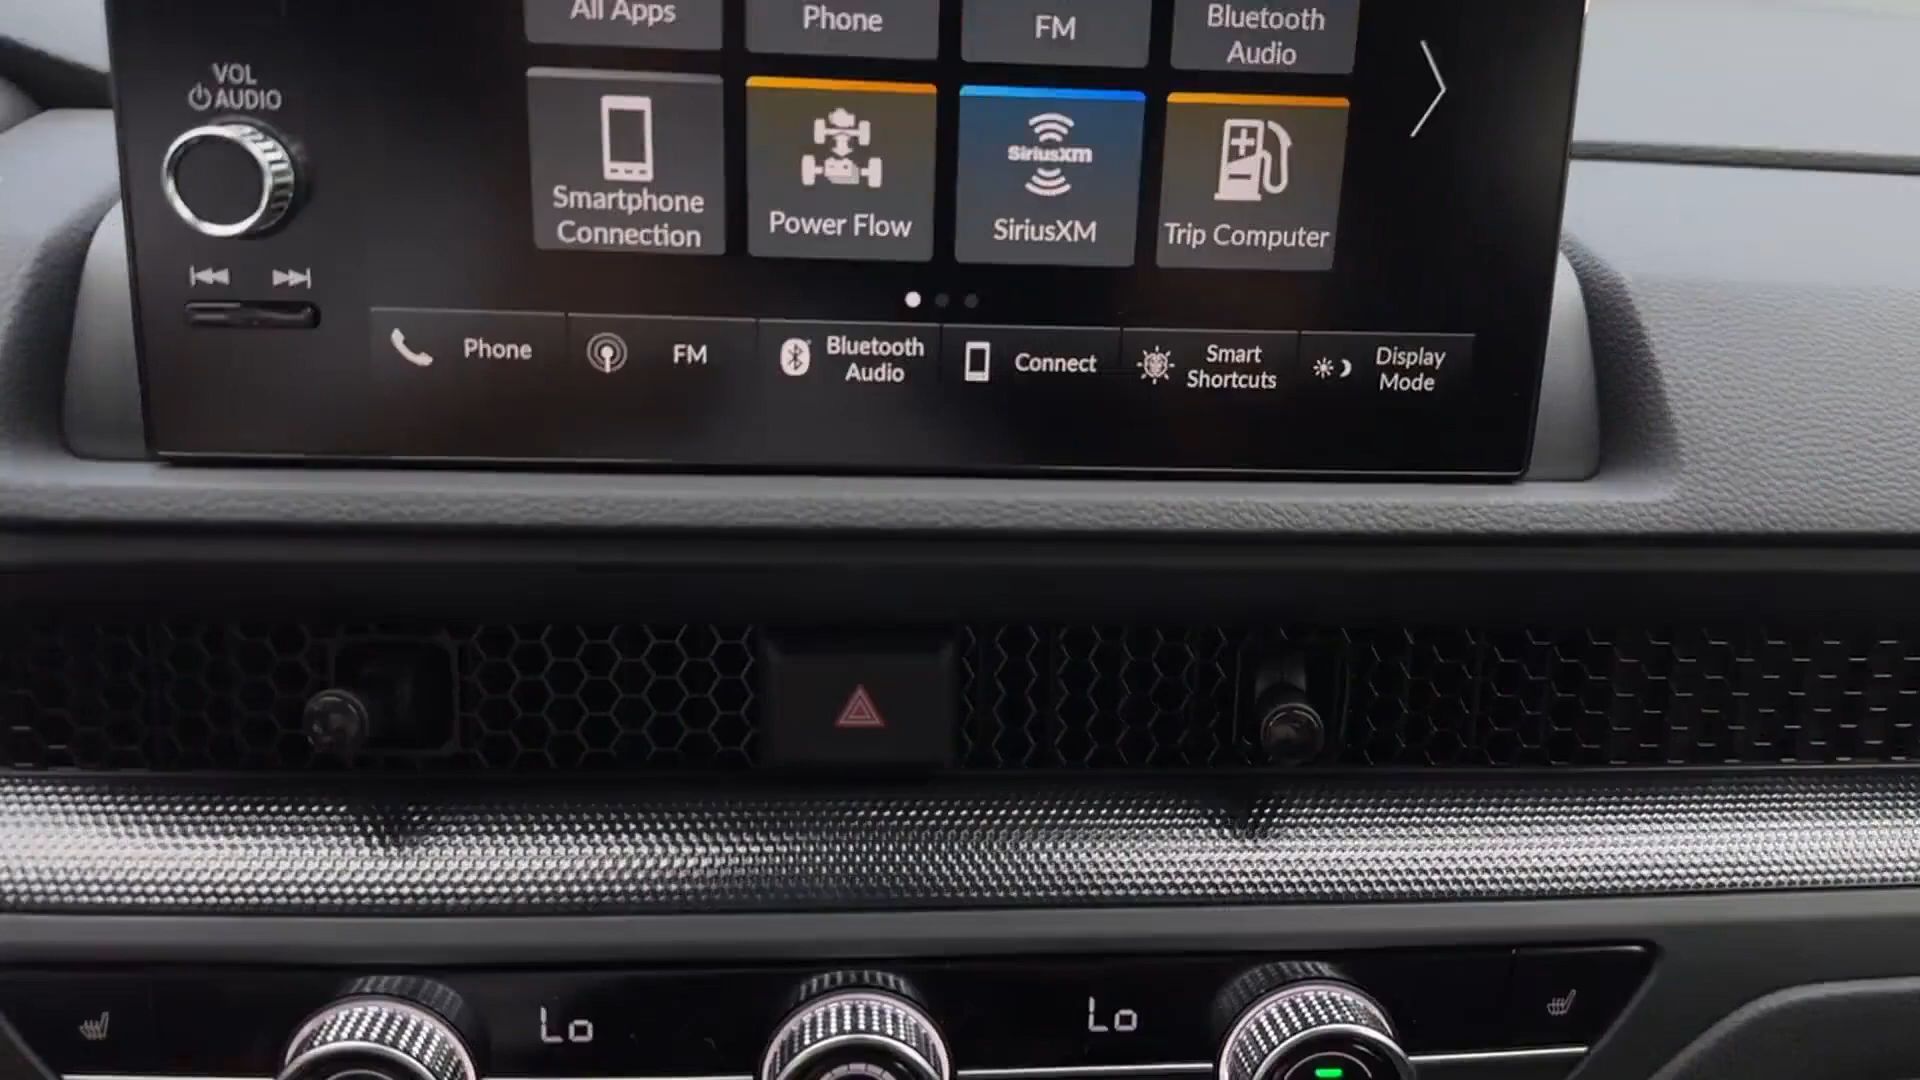 All Apps
Phone
FM
Bluetooth
Audio
VOL
AUDIO
Smartphone
Connection
Power Flow
SiriusXM
SiriusXM
Trip Computer
Phone
FM
Bluetooth
Audio
Connect
Smart
Shortcuts
Display
Mode
Lo
Lo